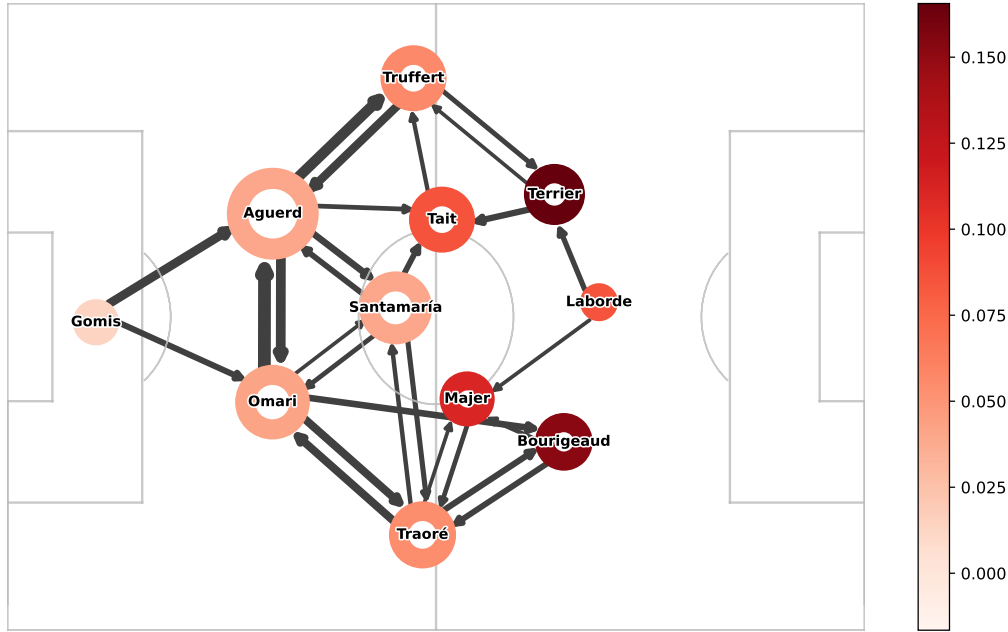 Truffert
Terrier
Aguerd
Tait
Laborde
Santamaría
Gomis
Majer
Omari
Bourigeaud
Traoré
0.150
0.125
0.100
0.075
0.050
0.025
0.000